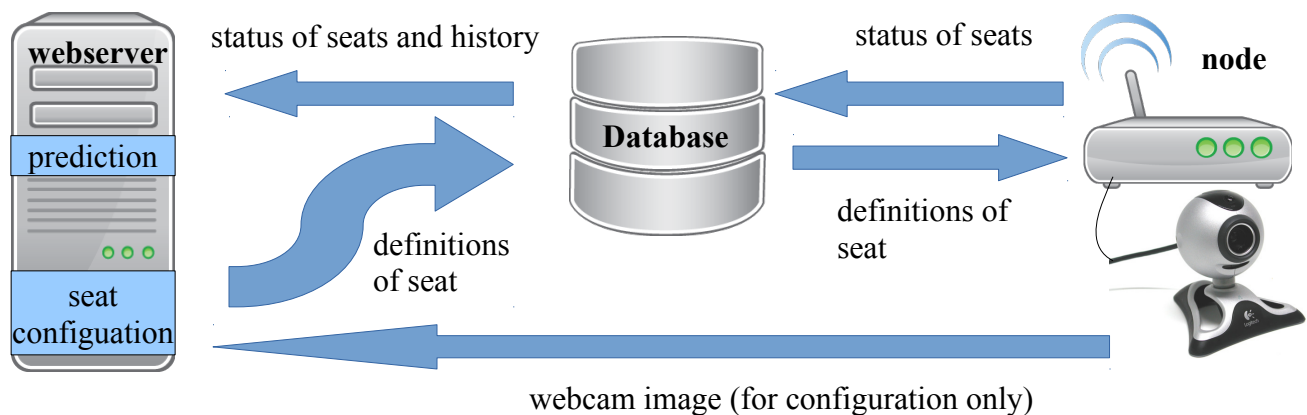 webserver
status of seats and history
status of seats
node
prediction
Database
definitions
of seat
definitions of
seat
seat
configuation
Logitech
webcam image (for configuration only)